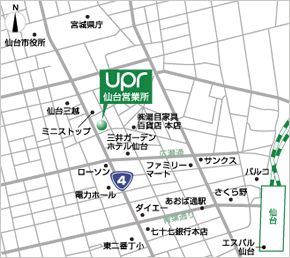 N
宮城県庁
仙台市役所
upr
仙台営業所
仙台三越
ミニストップ
㈱湯目家具
百貨店 本店
三井ガーデン
ホテル仙台
広瀬通
サンクス
ローソン
ファミリー
マート
パルコ
4
電力ホール
さくら野
あおば通駅
ダイエー
青葉通り
仙台
七十七銀行本店
エスパル
仙台
東二番丁小